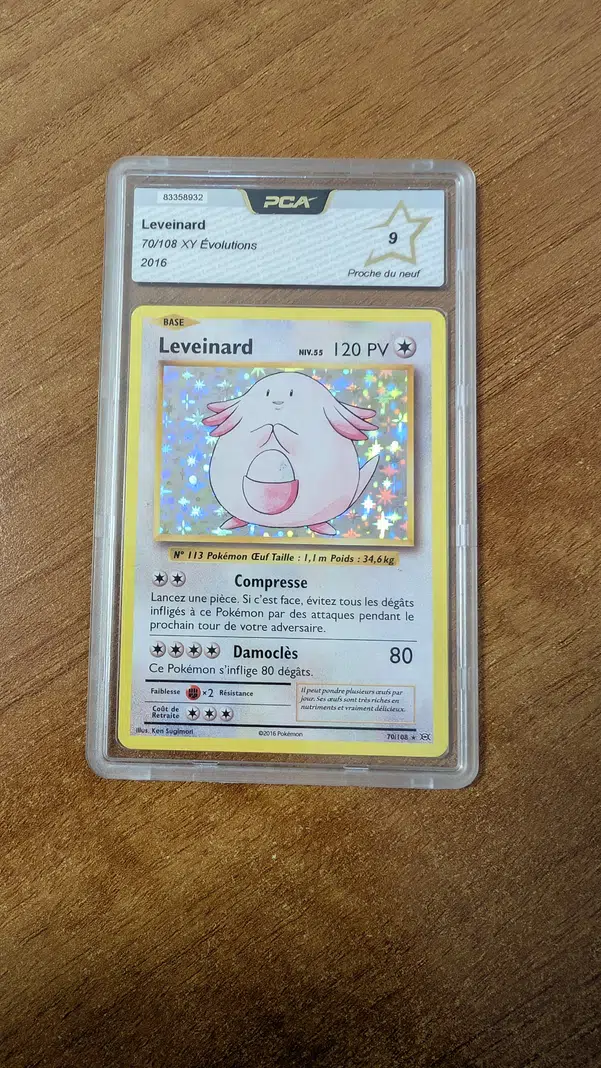 83358932
PCA
Leveinard
70/108 XY Évolutions
2016
9
Proche du neuf
BASE
Leveinard NIV.55 120 PV
N° 113 Pokémon Œuf Taille : 1,1 m Poids : 34,6 kg
Compresse
Lancez une pièce. Si c'est face, évitez tous les dégâts
infligés à ce Pokémon par des attaques pendant le
prochain tour de votre adversaire.
Damoclès 80
Ce Pokémon s'inflige 80 dégâts.
Faiblesse ×2 Résistance
Coût de
Retraite
Il peut pondre plusieurs œufs par
jour. Ses œufs sont très riches en
nutriments et vraiment délicieux.
Illus. Ken Sugimori
©2016 Pokémon
70/108